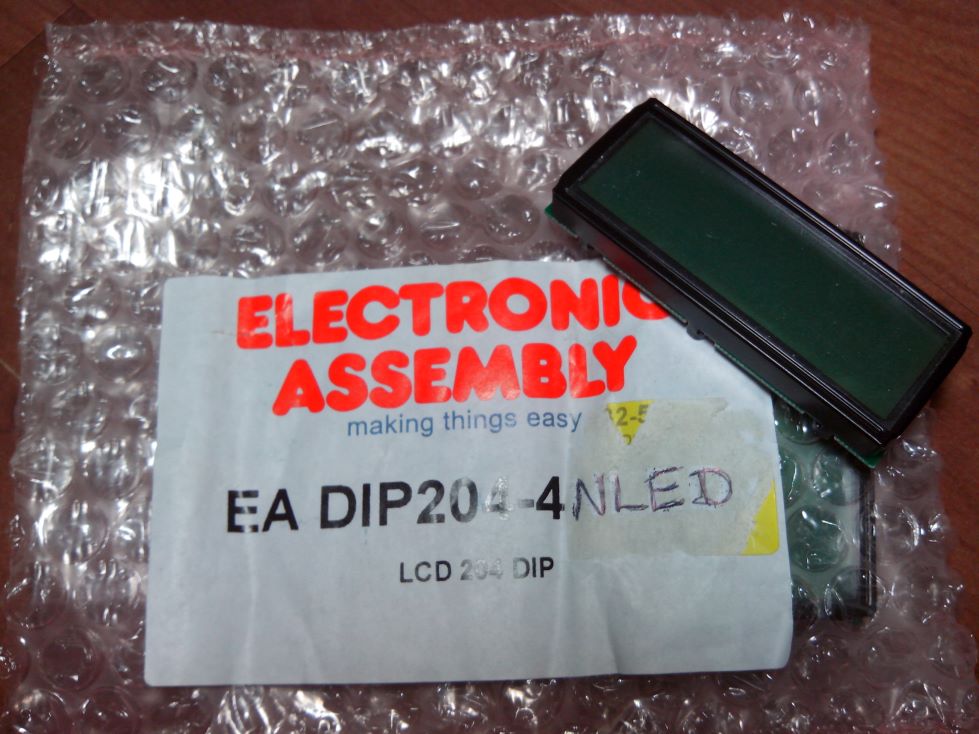 ELECTRONIC
ASSEMBLY
making things easy
EA DIP204-4NLED
LCD 204 DIP